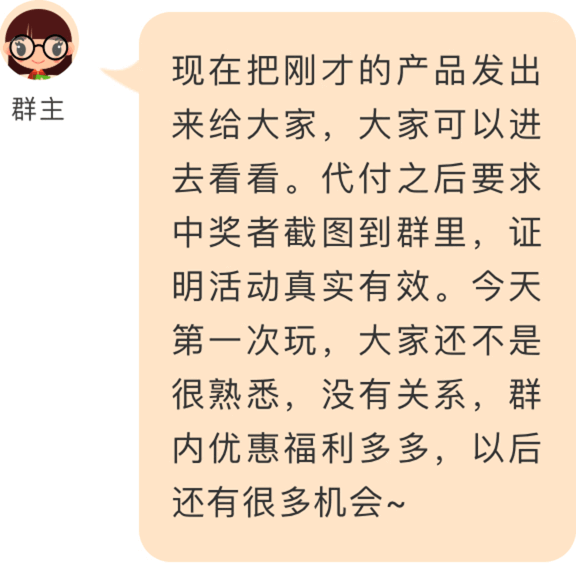 群主
现在把刚才的产品发出
来给大家，大家可以进
去看看。代付之后要求
中奖者截图到群里，证
明活动真实有效。今天
第一次玩，大家还不是
很熟悉，没有关系，群
内优惠福利多多，以后
还有很多机会~